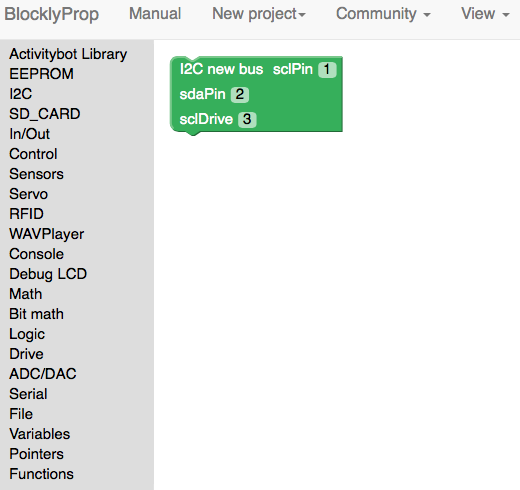 BlocklyProp Manual New project Community View
Activitybot Library
EEPROM
I2C
SD_CARD
In/Out
Control
Sensors
Servo
RFID
WAVPlayer
Console
Debug LCD
Math
Bit math
Logic
Drive
ADC/DAC
Serial
File
Variables
Pointers
Functions
I2C new bus sclPin 1
sdaPin 2
sclDrive 3